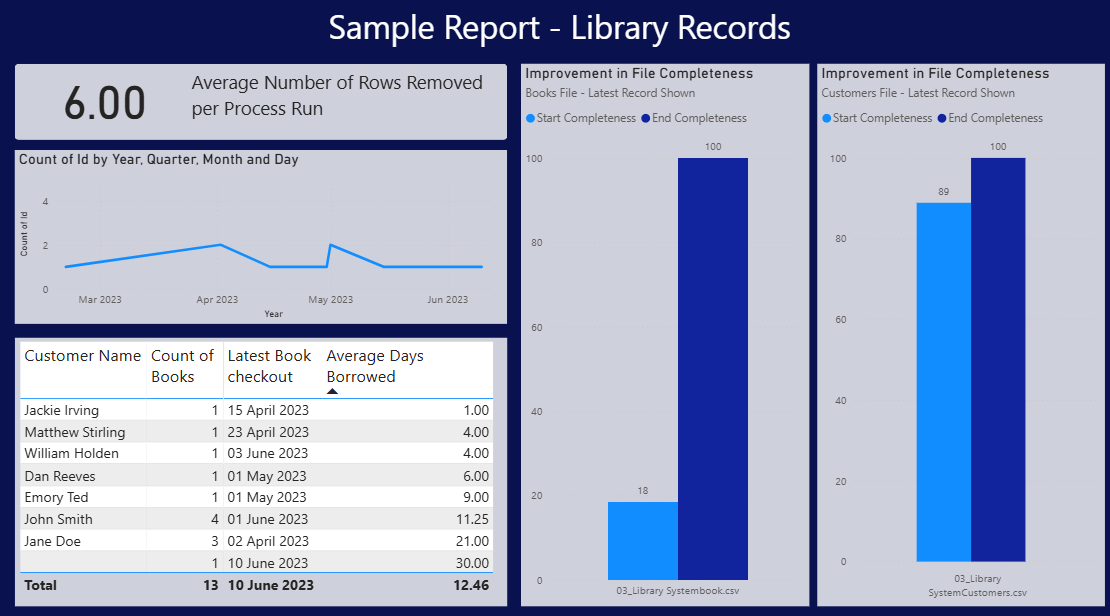 Sample Report - Library Records
6.00
Average Number of Rows Removed
per Process Run
Count of Id by Year, Quarter, Month and Day
4
2
0
Count of Id
Mar 2023 Apr 2023 May 2023 Jun 2023
Year
Customer Name Count of Books Latest Book checkout Average Days Borrowed
Jackie Irving 1 15 April 2023 1.00
Matthew Stirling 1 23 April 2023 4.00
William Holden 1 03 June 2023 4.00
Dan Reeves 1 01 May 2023 6.00
Emory Ted 1 01 May 2023 9.00
John Smith 4 01 June 2023 11.25
Jane Doe 3 02 April 2023 21.00
1 10 June 2023 30.00
Total 13 10 June 2023 12.46
Improvement in File Completeness
Books File - Latest Record Shown
Start Completeness End Completeness
100
80
60
40
20
0
18
100
03_Library Systembook.csv
Improvement in File Completeness
Customers File - Latest Record Shown
Start Completeness End Completeness
100
80
60
40
20
0
89
100
03_Library
SystemCustomers.csv